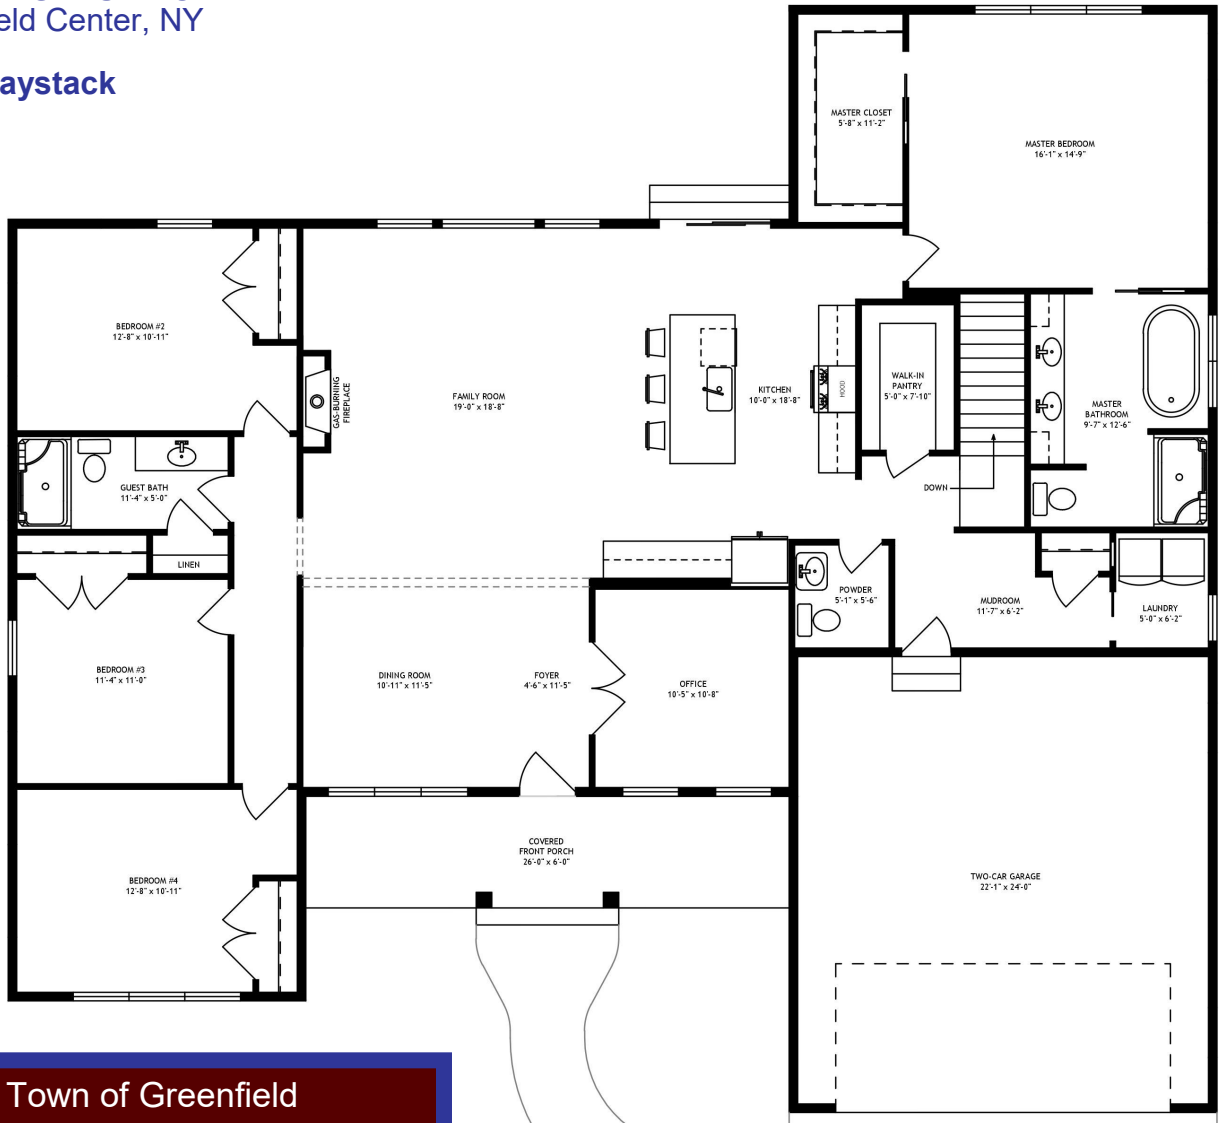 eld Center, NY
aystack
MASTER CLOSET
5'-8" x 11'-2"
MASTER BEDROOM
16'-1" x 14'-9"
BEDROOM #2
12'-8" x 10'-11"
GAS-BURNING
FIREPLACE
FAMILY ROOM
19'-0" x 18'-8"
KITCHEN
10'-0" x 18'-8"
HOOD
WALK-IN
PANTRY
5'-0" x 7'-10"
MASTER
BATHROOM
9'-7" x 12'-6"
GUEST BATH
11'-4" x 5'-0"
DOWN
LINEN
POWDER
5'-1" x 5'-6"
MUDROOM
11'-7" x 6'-2"
LAUNDRY
5'-0" x 6'-2"
BEDROOM #3
11'-4" x 11'-0"
DINING ROOM
10'-11" x 11'-5"
FOYER
4'-6" x 11'-5"
OFFICE
10'-5" x 10'-8"
COVERED
FRONT PORCH
26'-0" x 6'-0"
BEDROOM #4
12'-8" x 10'-11"
TWO-CAR GARAGE
22'-1" x 24'-0"
Town of Greenfield